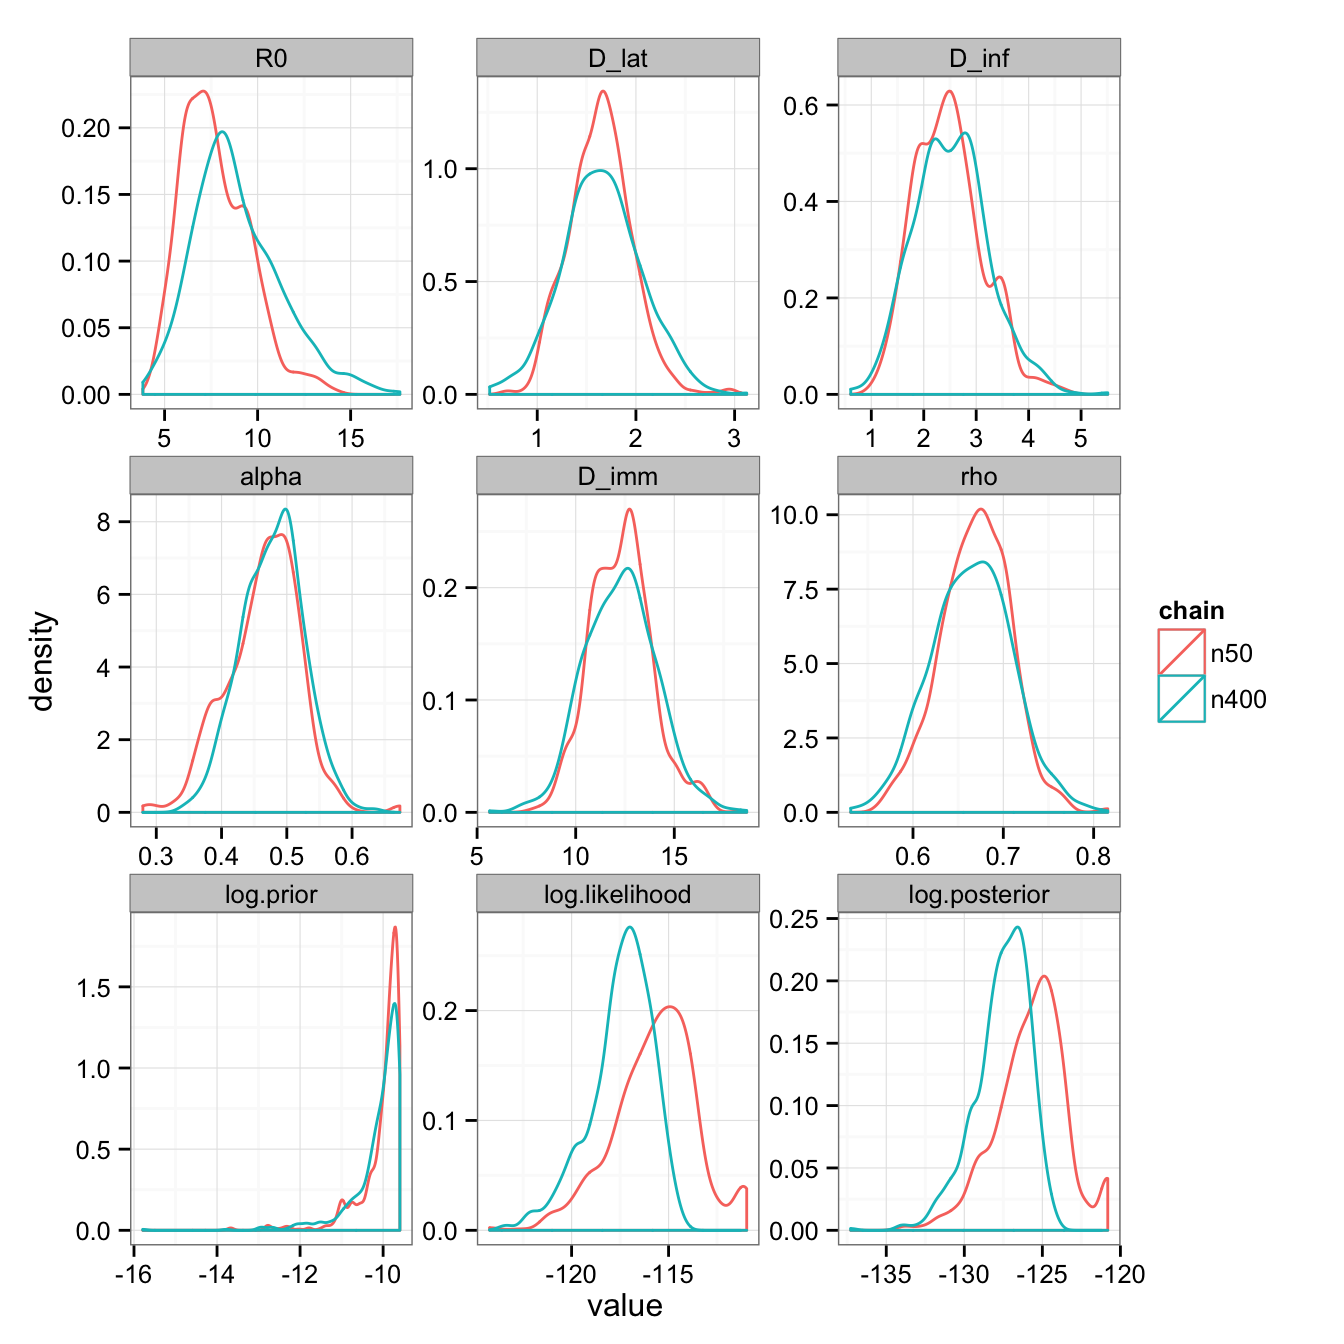 R0 D_lat D_inf
0.20
0.15
0.10
0.05
0.00
5 10 15
1.0
0.5
0.0
1 2 3
0.6
0.4
0.2
0.0
1 2 3 4 5
alpha D_imm rho
8
6
4
2
0
0.3 0.4 0.5 0.6
0.2
0.1
0.0
5 10 15
10.0
7.5
5.0
2.5
0.0
0.6 0.7 0.8
log.prior log.likelihood log.posterior
1.5
1.0
0.5
0.0
-16 -14 -12 -10
0.2
0.1
0.0
-120 -115
0.25
0.20
0.15
0.10
0.05
0.00
-135 -130 -125 -120
density
value
chain
n50
n400